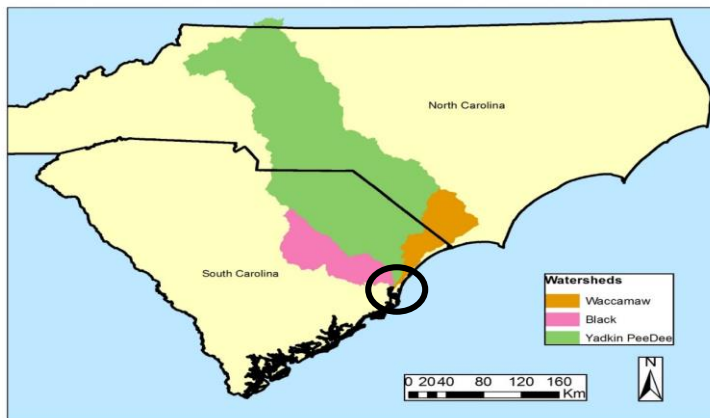 North Carolina
South Carolina
Watersheds
Waccamaw
Black
Yadkin PeeDee
N
0 20 40 80 120 160
Km